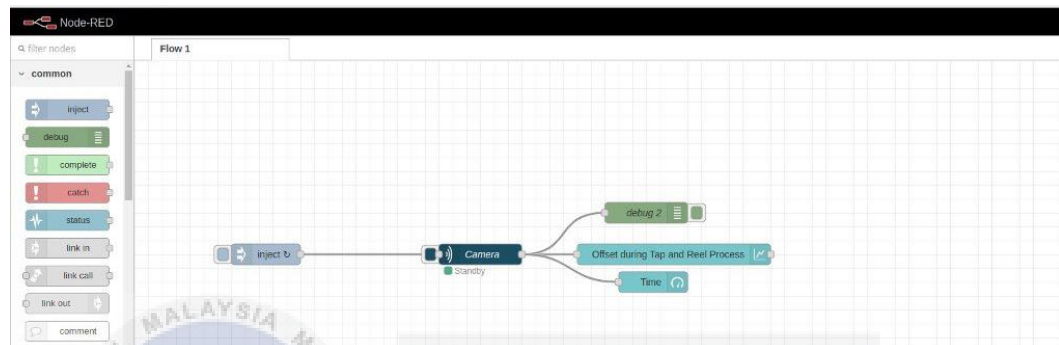 Node-RED
filter nodes
Flow 1
common
inject
debug
complete
catch
status
link in
link call
link out
comment
debug 2
inject ↻
Camera
Offset during Tap and Reel Process
Standby
Time
MALAYSIA